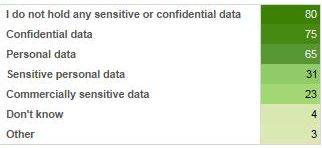 I do not hold any sensitive or confidential data 80
Confidential data 75
Personal data 65
Sensitive personal data 31
Commercially sensitive data 23
Don't know 4
Other 3